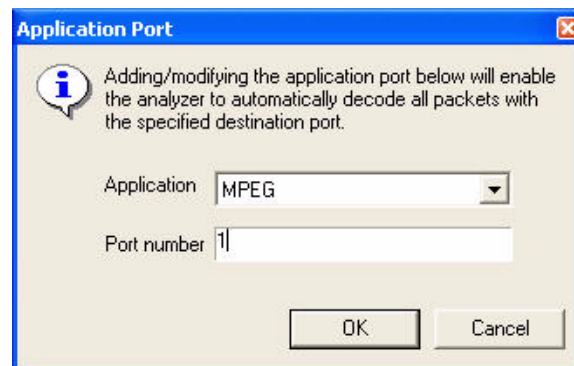 Application Port
Adding/modifying the application port below will enable
the analyzer to automatically decode all packets with
the specified destination port.
Application MPEG
Port number 1
OK Cancel